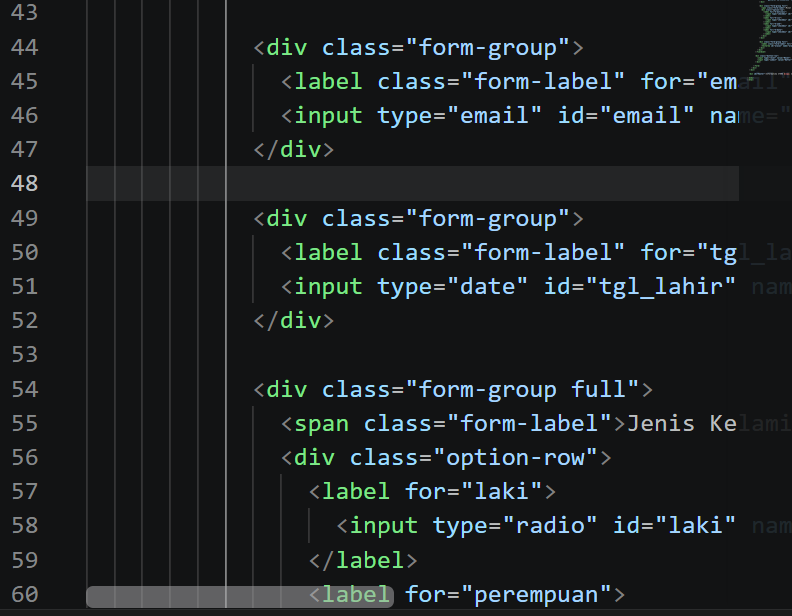 43
44 <div class="form-group">
45 <label class="form-label" for="email"
46 <input type="email" id="email" name="
47 </div>
48
49 <div class="form-group">
50 <label class="form-label" for="tgl_la
51 <input type="date" id="tgl_lahir" nam
52 </div>
53
54 <div class="form-group full">
55 <span class="form-label">Jenis Kelami
56 <div class="option-row">
57 <label for="laki">
58 <input type="radio" id="laki" nam
59 </label>
60 <label for="perempuan">